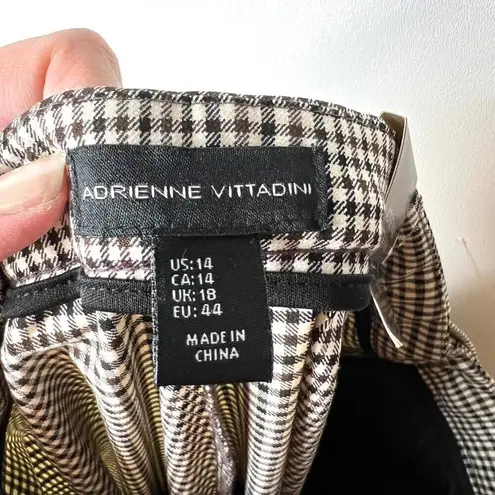 ADRIENNE VITTADINI
US: 14
CA: 14
UK: 18
EU: 44
MADE IN
CHINA